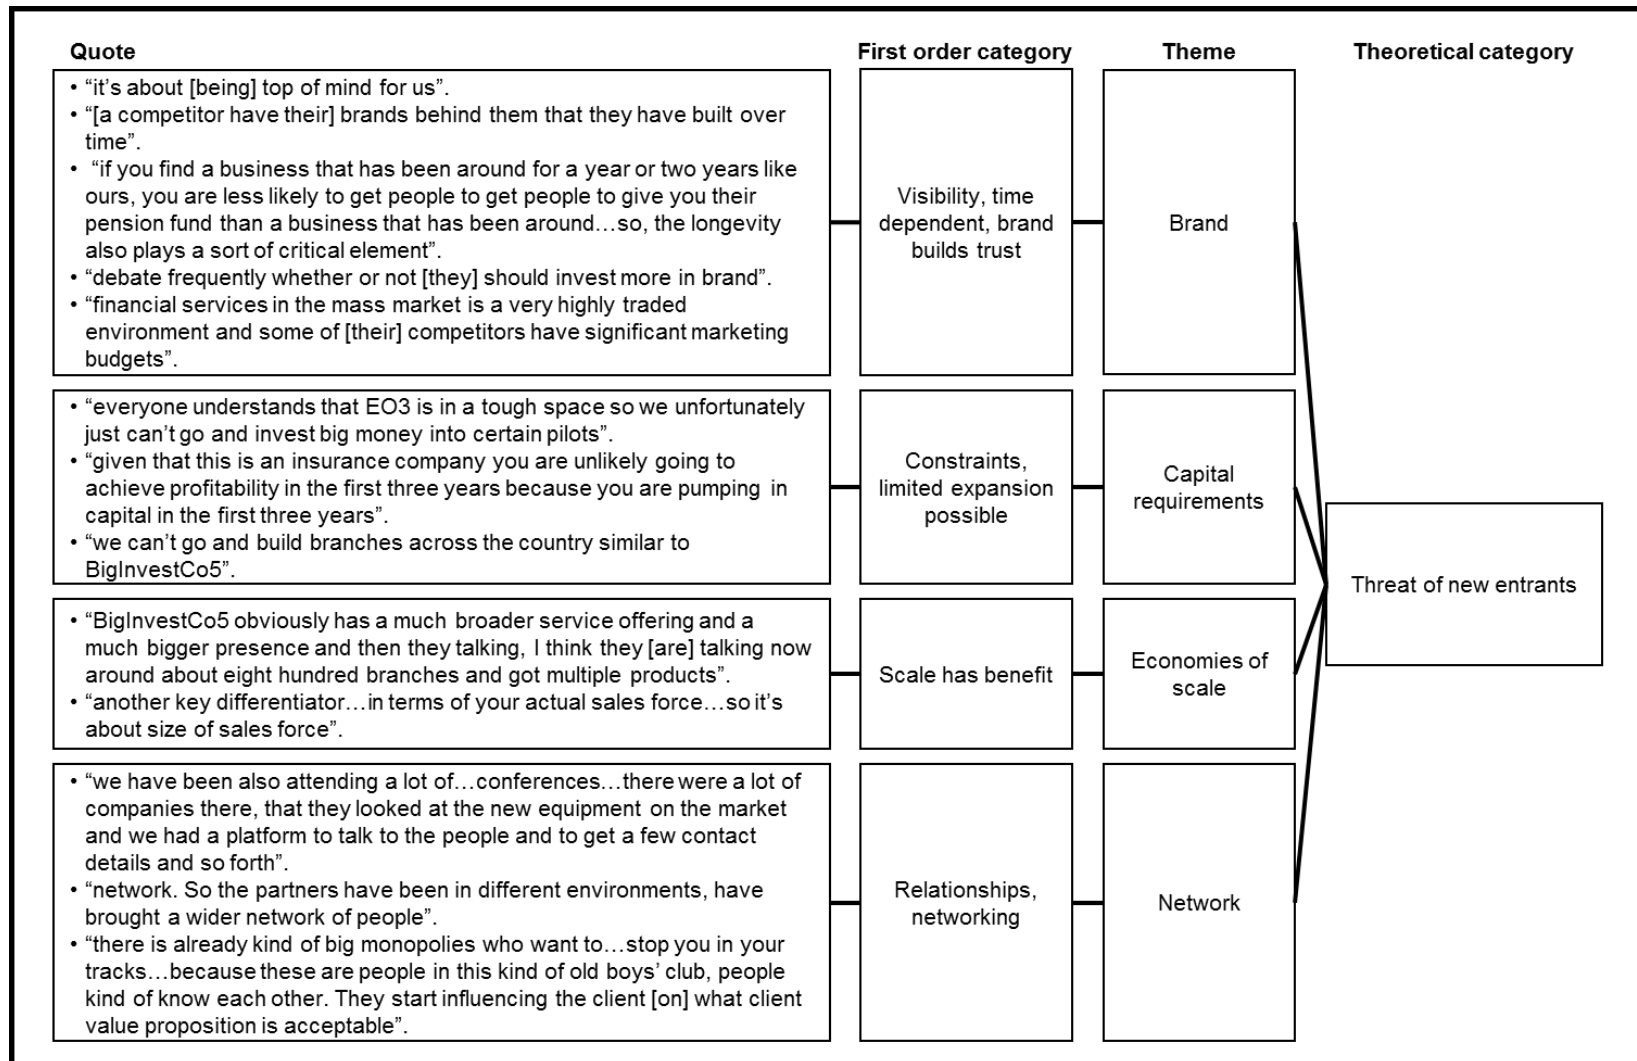 Quote
First order category
Theme
Theoretical category
• “it’s about [being] top of mind for us”.
• “[a competitor have their] brands behind them that they have built over
time”.
• “if you find a business that has been around for a year or two years like
ours, you are less likely to get people to get people to give you their
pension fund than a business that has been around…so, the longevity
also plays a sort of critical element”.
• “debate frequently whether or not [they] should invest more in brand”.
• “financial services in the mass market is a very highly traded
environment and some of [their] competitors have significant marketing
budgets”.
Visibility, time
dependent, brand
builds trust
Brand
• “everyone understands that EO3 is in a tough space so we unfortunately
just can’t go and invest big money into certain pilots”.
• “given that this is an insurance company you are unlikely going to
achieve profitability in the first three years because you are pumping in
capital in the first three years”.
• “we can’t go and build branches across the country similar to
BigInvestCo5”.
Constraints,
limited expansion
possible
Capital
requirements
• “BigInvestCo5 obviously has a much broader service offering and a
much bigger presence and then they talking, I think they [are] talking now
around about eight hundred branches and got multiple products”.
• “another key differentiator…in terms of your actual sales force…so it’s
about size of sales force”.
Scale has benefit
Economies of
scale
• “we have been also attending a lot of…conferences…there were a lot of
companies there, that they looked at the new equipment on the market
and we had a platform to talk to the people and to get a few contact
details and so forth”.
• “network. So the partners have been in different environments, have
brought a wider network of people”.
• “there is already kind of big monopolies who want to…stop you in your
tracks…because these are people in this kind of old boys’ club, people
kind of know each other. They start influencing the client [on] what client
value proposition is acceptable”.
Relationships,
networking
Network
Threat of new entrants